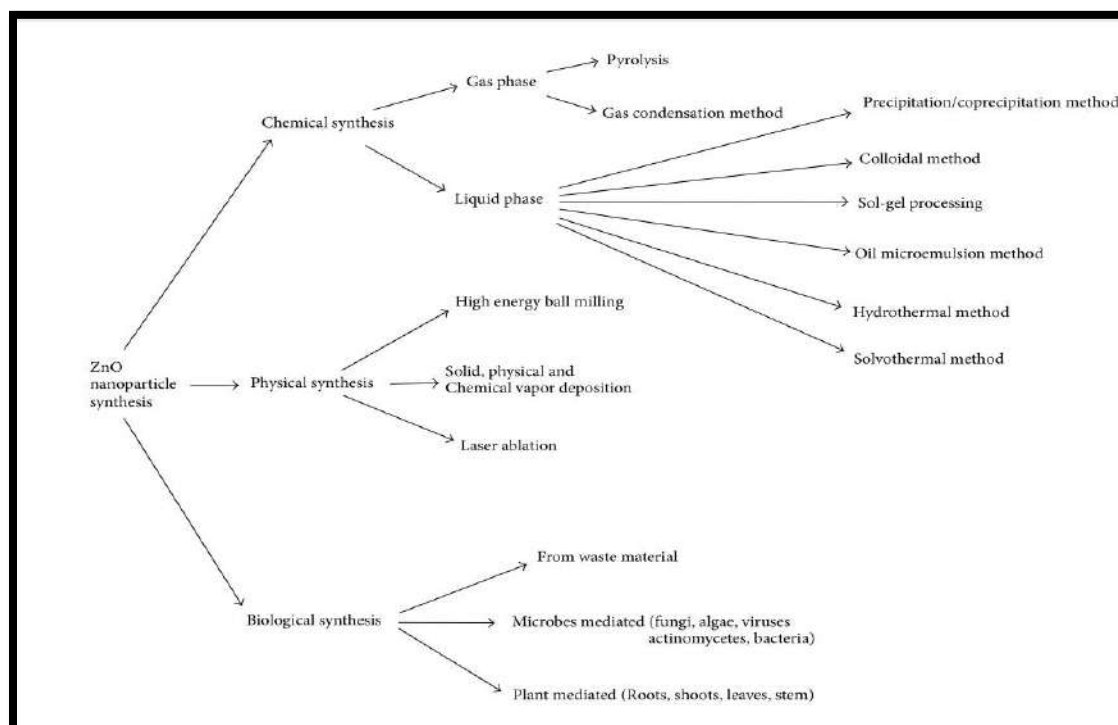 Pyrolysis
Gas phase
Gas condensation method
Chemical synthesis
Precipitation/coprecipitation method
Colloidal method
Liquid phase
Sol-gel processing
Oil microemulsion method
Hydrothermal method
Solvothermal method
High energy ball milling
ZnO
nanoparticle
synthesis
Physical synthesis
Solid, physical and
Chemical vapor deposition
Laser ablation
From waste material
Biological synthesis
Microbes mediated (fungi, algae, viruses
actinomycetes, bacteria)
Plant mediated (Roots, shoots, leaves, stem)